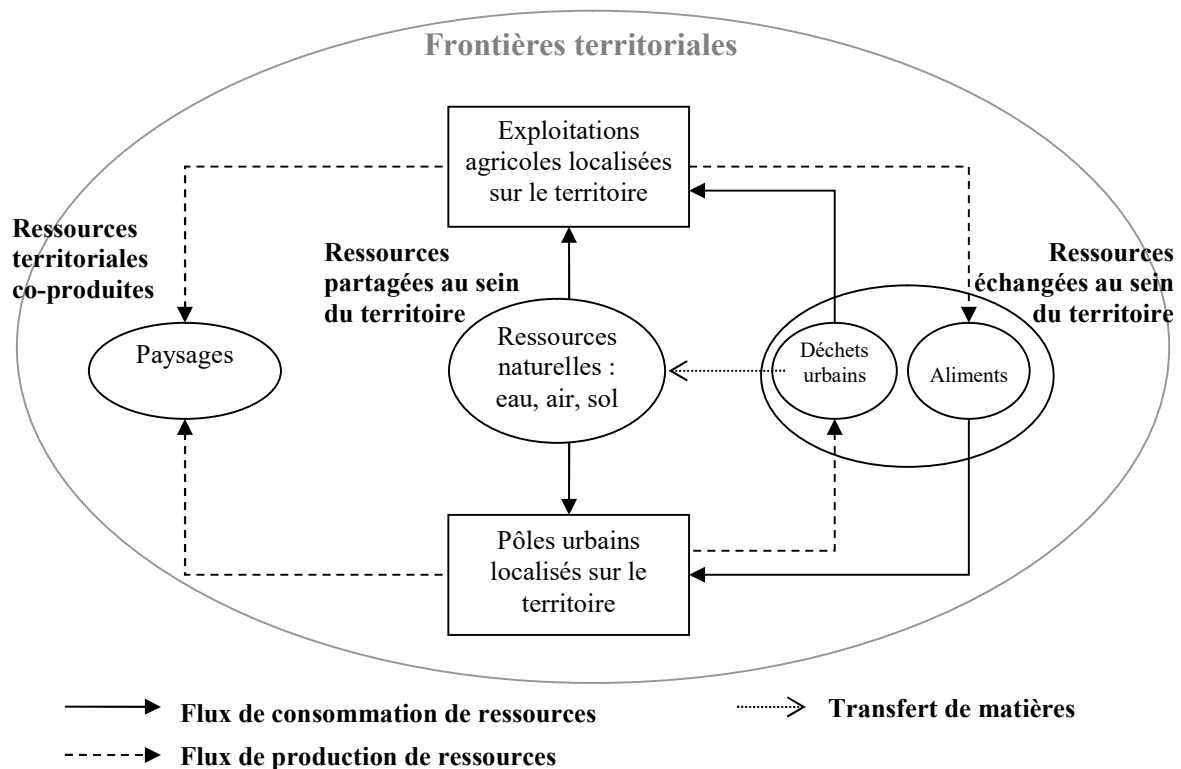 Frontières territoriales
Exploitations
agricoles localisées
sur le territoire
Ressources
territoriales
co-produites
Ressources
partagées au sein
du territoire
Ressources
échangées au sein
du territoire
Paysages
Ressources
naturelles :
eau, air, sol
Déchets
urbains
Aliments
Pôles urbains
localisés sur le
territoire
Flux de consommation de ressources
Transfert de matières
Flux de production de ressources